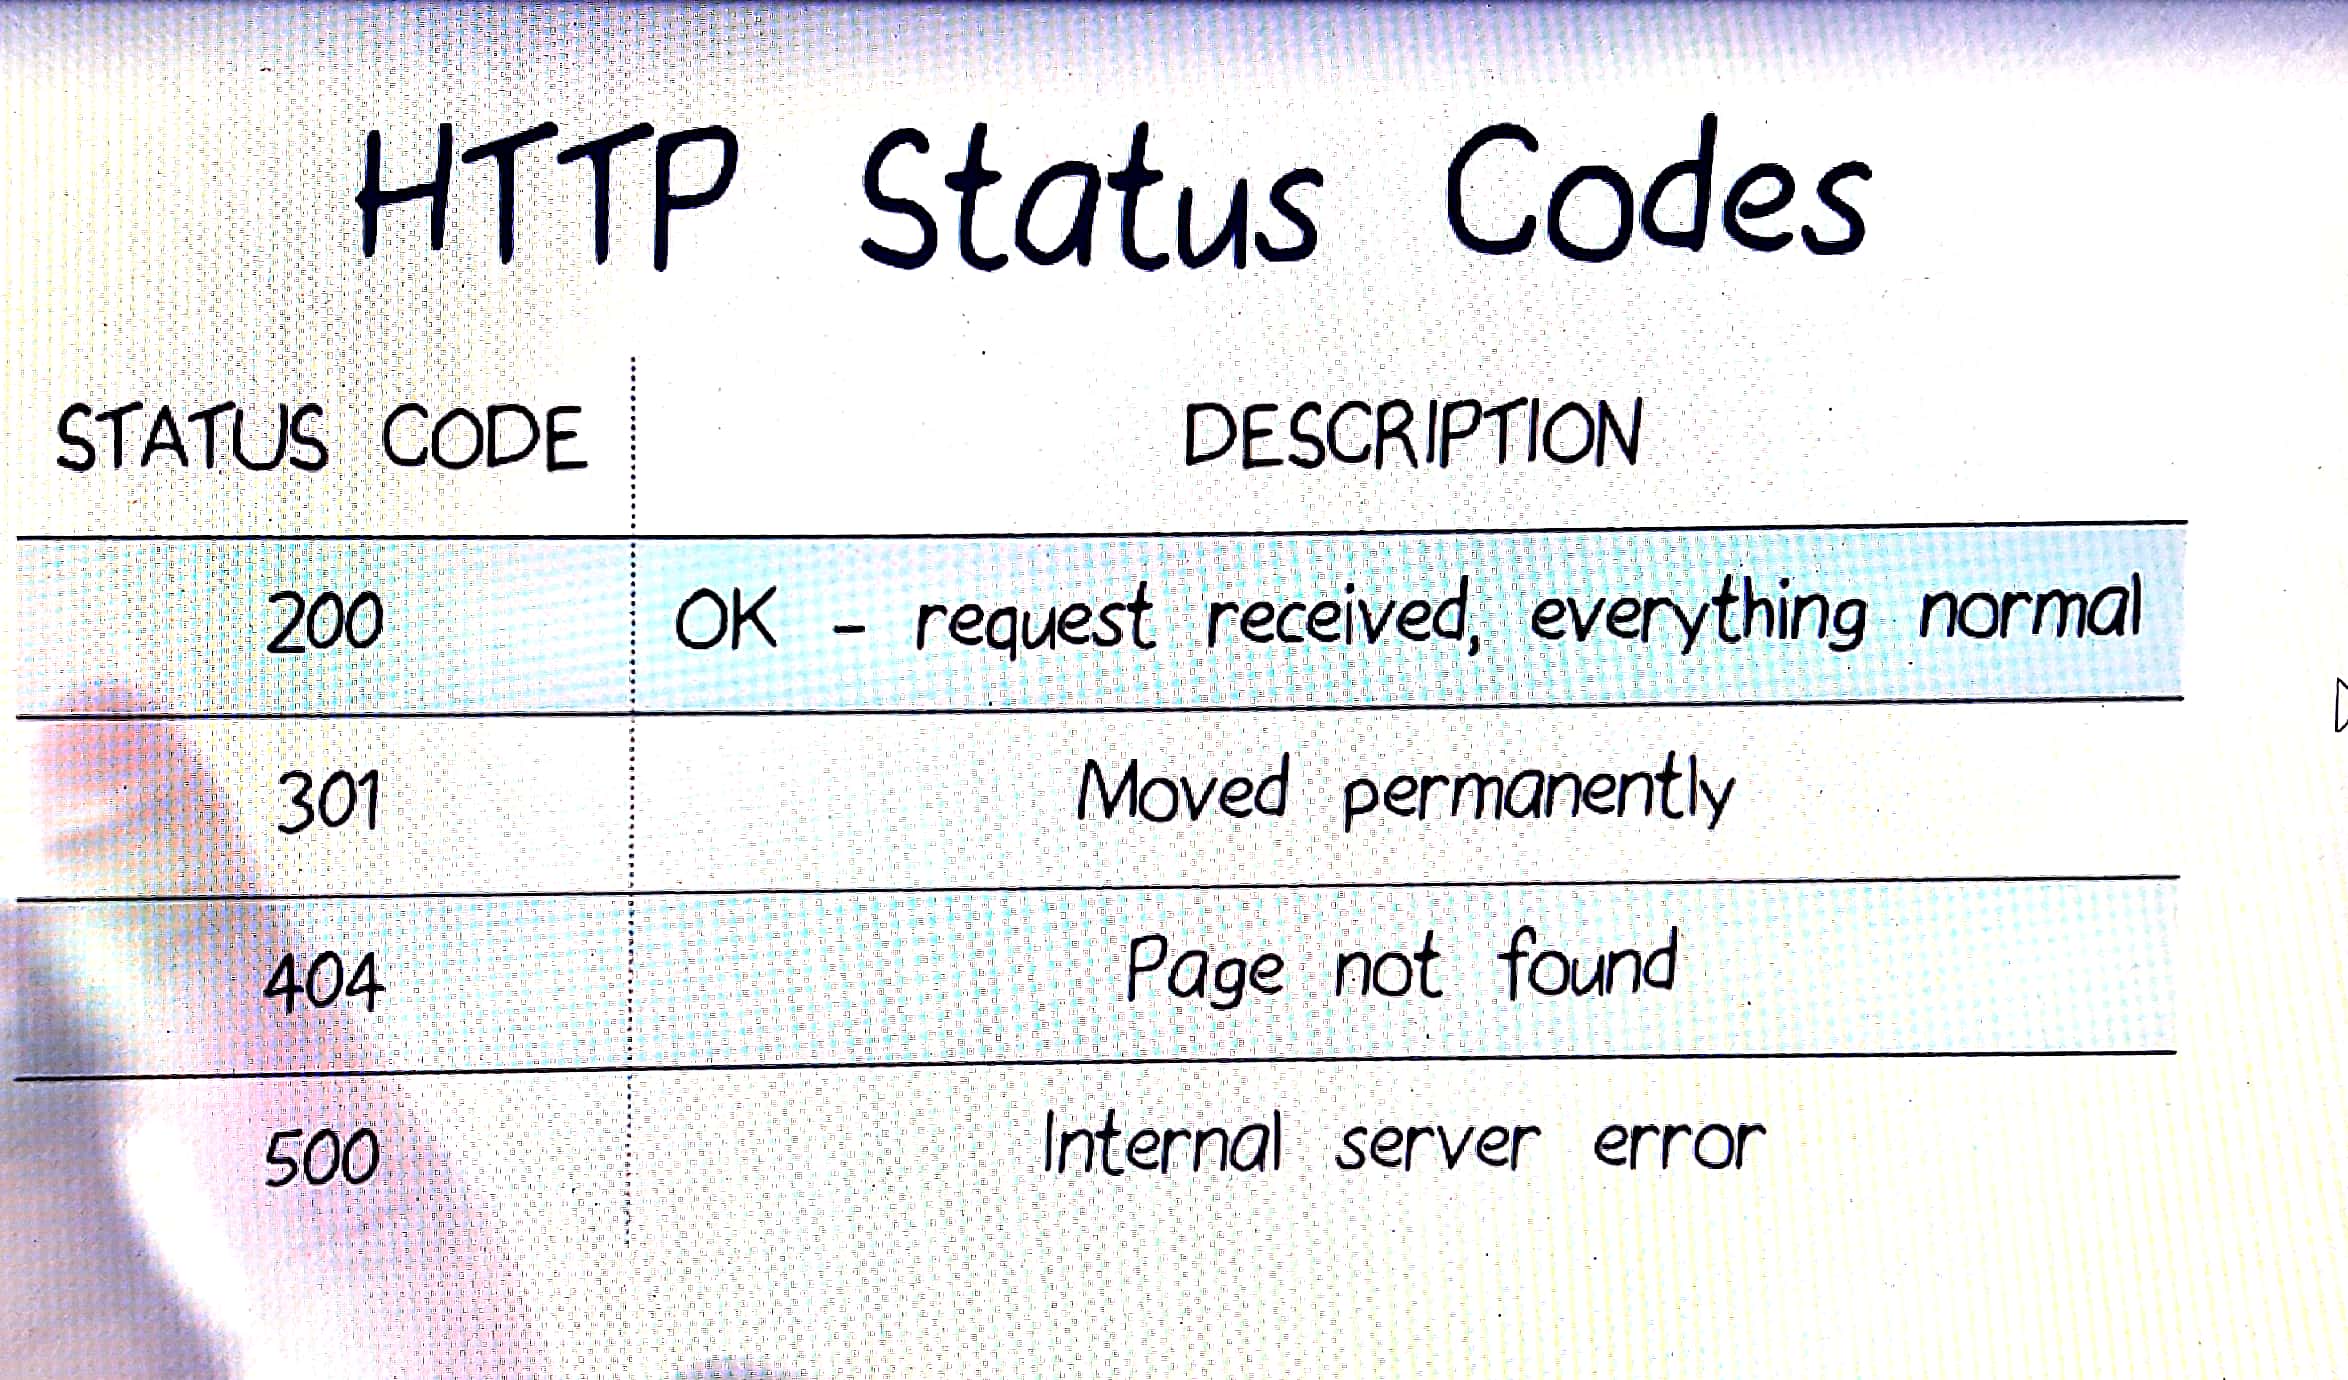 HTTP Status Codes
STATUS CODE DESCRIPTION
200 OK - request received, everything normal
301 Moved permanently
404 Page not found
500 Internal server error